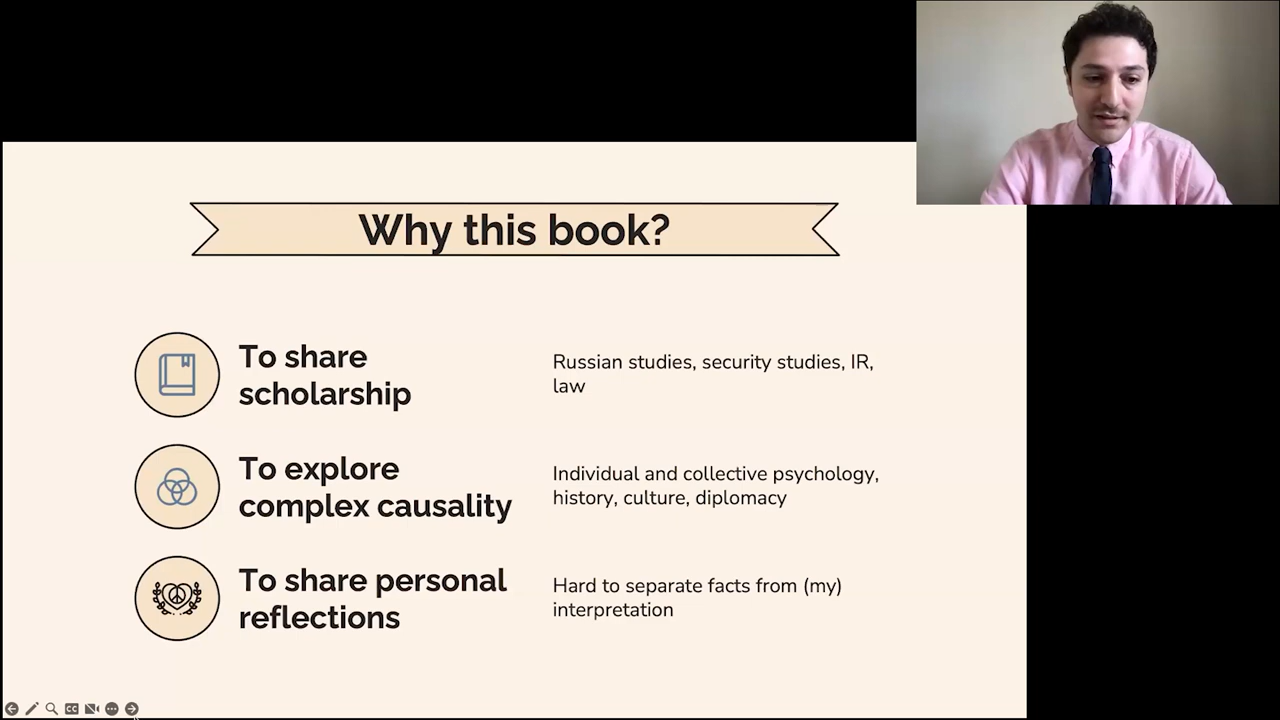 Why this book?
To share
scholarship
Russian studies, security studies, IR,
law
To explore
complex causality
Individual and collective psychology,
history, culture, diplomacy
To share personal
reflections
Hard to separate facts from (my)
interpretation
CC